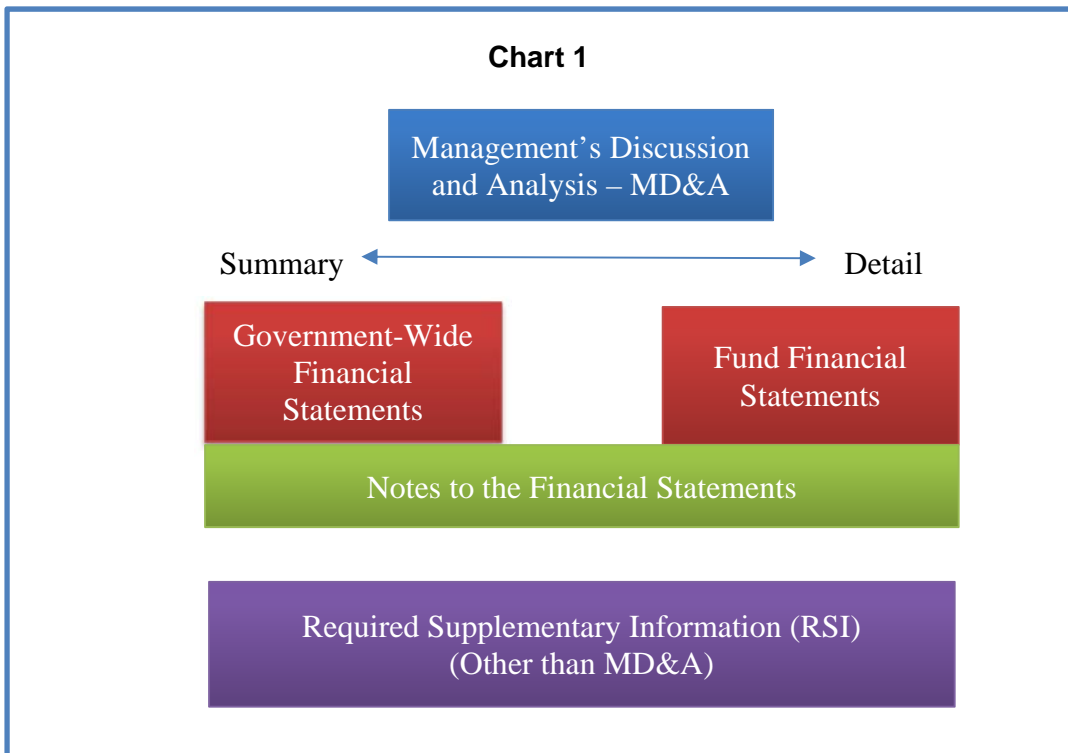 Chart 1
Management’s Discussion
and Analysis – MD&A
Summary
Detail
Government-Wide
Financial
Statements
Fund Financial
Statements
Notes to the Financial Statements
Required Supplementary Information (RSI)
(Other than MD&A)